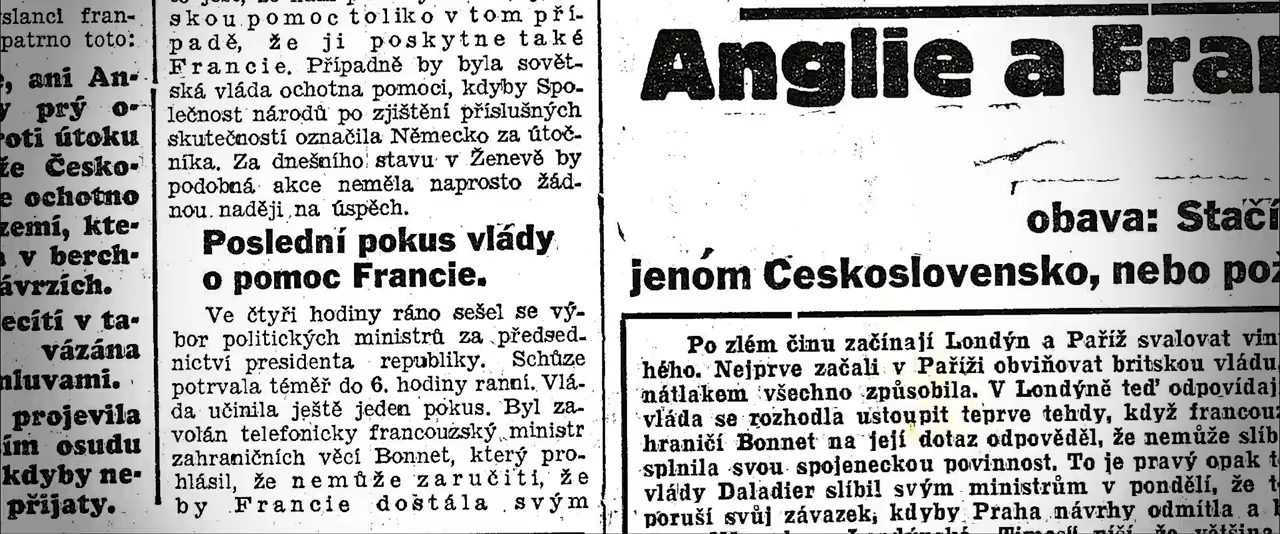 slanci fran-
patrno toto:
ani An-
prý o-
roti útoku
že Česko-
e ochotno
zemí, kte-
v berch-
ávrzích.
ecítí v ta-
vázána
mluvami.
projevila
ím osudu
kdyby ne-
přijaty.
skou pomoc toliko v tom pří-
padě, že ji poskytne také
Francie. Případně by byla sovět-
ská vláda ochotna pomoci, kdyby Spo-
lečnost národů po zjištění příslušných
skutečností označila Německo za útoč-
níka. Za dnešního stavu v Ženevě by
podobná akce neměla naprosto žád-
nou naději na úspěch.
Poslední pokus vlády
o pomoc Francie.
Ve čtyři hodiny ráno sešel se vý-
bor politických ministrů za předsed-
nictví presidenta republiky. Schůze
potrvala téměř do 6. hodiny ranní. Vlá-
da učinila ještě jeden pokus. Byl za-
volán telefonicky francouzský ministr
zahraničních věcí Bonnet, který pro-
hlásil, že nemůže zaručiti, že
by Francie dostála svým
Anglie a Fran
obava: Stačí
jenóm Československo, nebo pož
Po zlém činu začínají Londýn a Paříž svalovat vin
hého. Nejprve začali v Paříži obviňovat britskou vládu,
nátlakem všechno způsobila. V Londýně teď odpovídaj
vláda se rozhodla ustoupit teprve tehdy, když francouz
hraničí Bonnet na její dotaz odpověděl, že nemůže slíb
splnila svou spojeneckou povinnost. To je pravý opak t
vlády Daladier slíbil svým ministrům v pondělí, že t
poruší svůj závazek, kdyby Praha návrhy odmítla a b